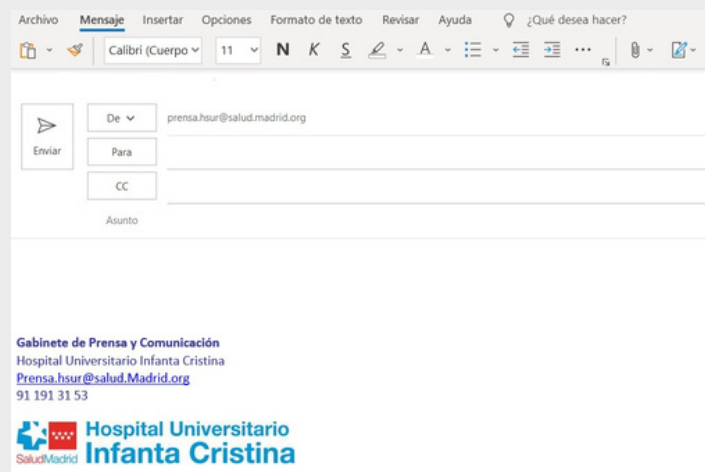 Archivo Mensaje Insertar Opciones Formato de texto Revisar Ayuda ¿Qué desea hacer?
Calibri (Cuerpo 11 N K S A
De prensa.hsur@salud.madrid.org
Enviar
Para
CC
Asunto
Gabinete de Prensa y Comunicación
Hospital Universitario Infanta Cristina
Prensa.hsur@salud.Madrid.org
91 191 31 53
SaludMadrid
Hospital Universitario
Infanta Cristina